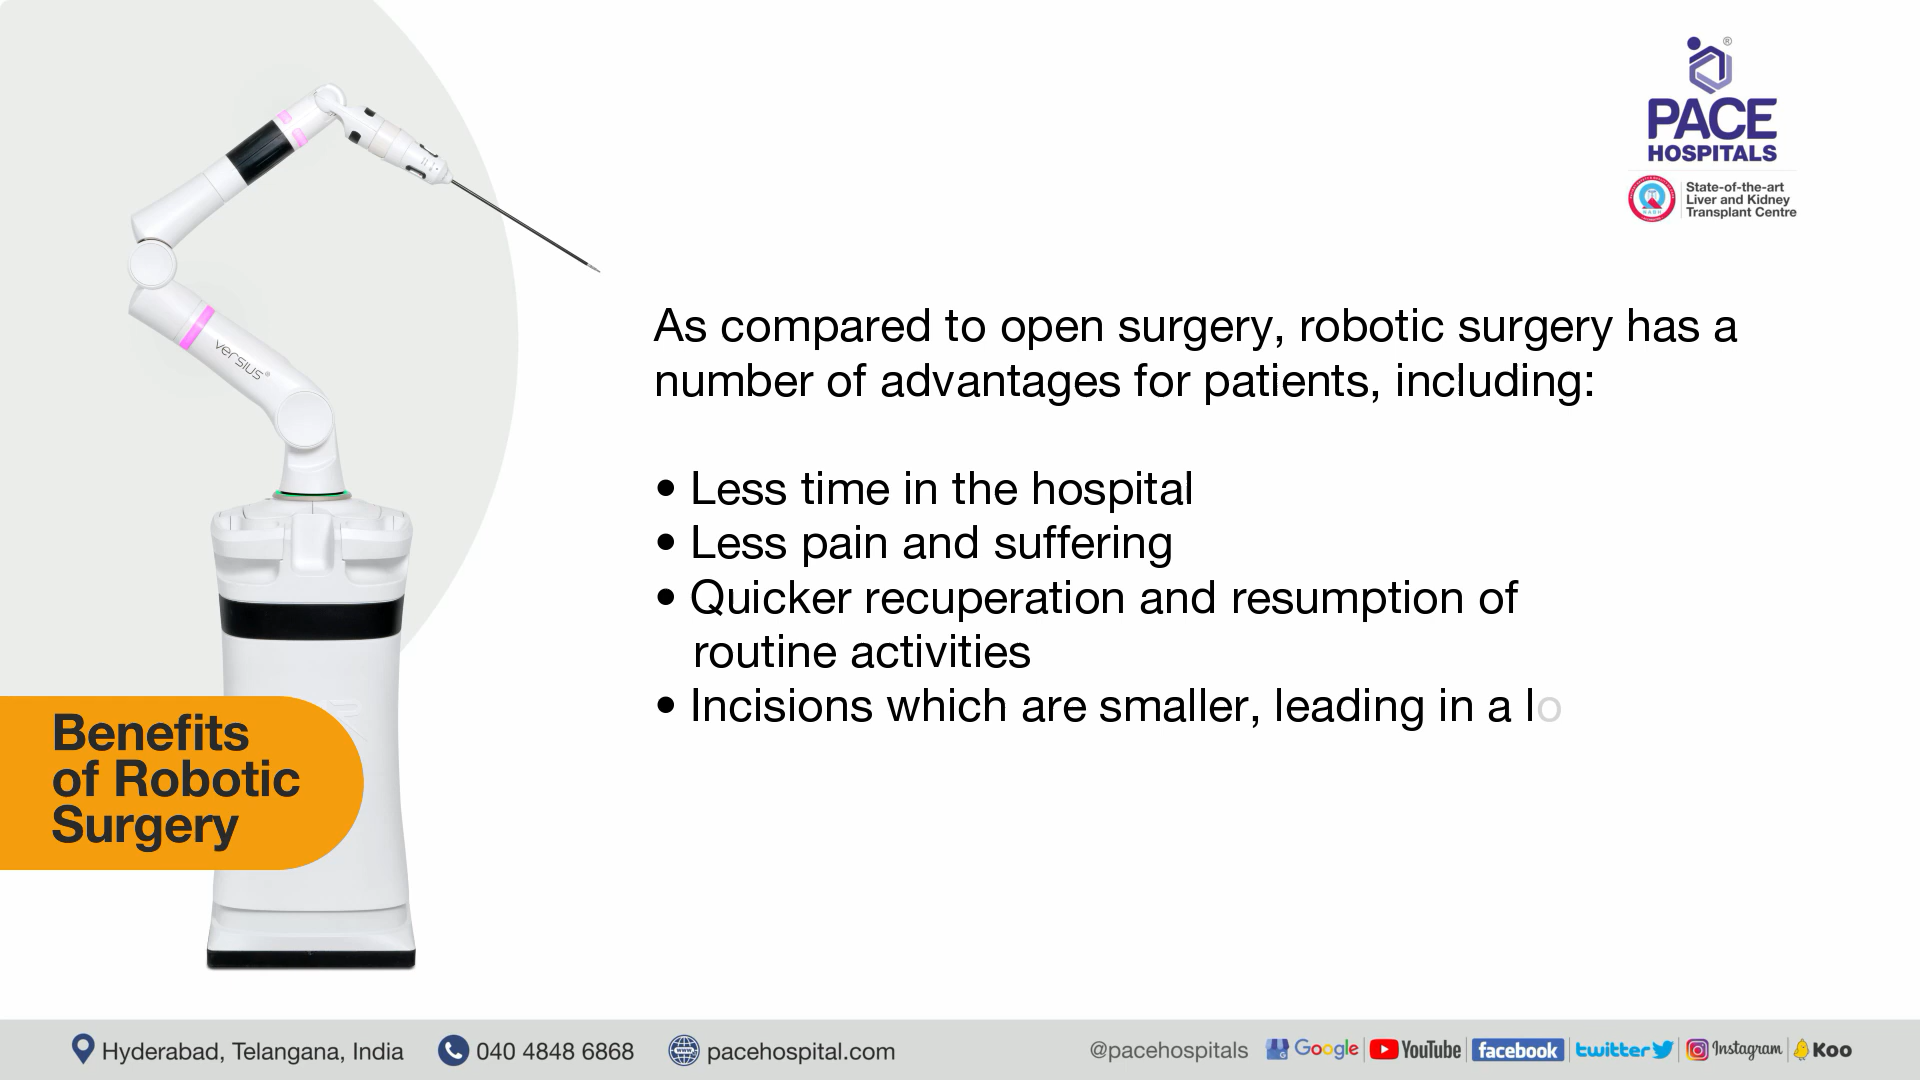 PACE
HOSPITALS
State-of-the-art
Liver and Kidney
Transplant Centre
versius®
As compared to open surgery, robotic surgery has a
number of advantages for patients, including:
• Less time in the hospital
• Less pain and suffering
• Quicker recuperation and resumption of
routine activities
• Incisions which are smaller, leading in a lo
Benefits
of Robotic
Surgery
Hyderabad, Telangana, India 040 4848 6868 pacehospital.com @pacehospitals Google YouTube facebook twitter Instagram Koo